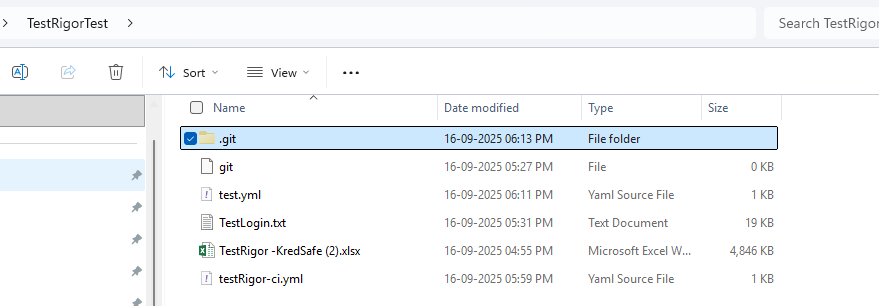 TestRigorTest
Search TestRigor
Sort
View
Name Date modified Type Size
.git 16-09-2025 06:13 PM File folder
git 16-09-2025 05:27 PM File 0 KB
test.yml 16-09-2025 06:11 PM Yaml Source File 1 KB
TestLogin.txt 16-09-2025 05:31 PM Text Document 19 KB
TestRigor -KredSafe (2).xlsx 16-09-2025 04:55 PM Microsoft Excel W... 4,846 KB
testRigor-ci.yml 16-09-2025 05:59 PM Yaml Source File 1 KB